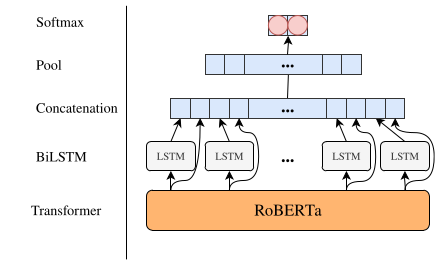 Softmax
Pool
...
Concatenation
...
BiLSTM
LSTM LSTM ... LSTM LSTM
Transformer
RoBERTa